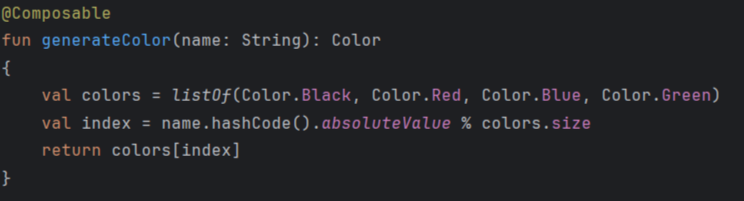 @Composable
fun generateColor(name: String): Color
{
    val colors = listOf(Color.Black, Color.Red, Color.Blue, Color.Green)
    val index = name.hashCode().absoluteValue % colors.size
    return colors[index]
}